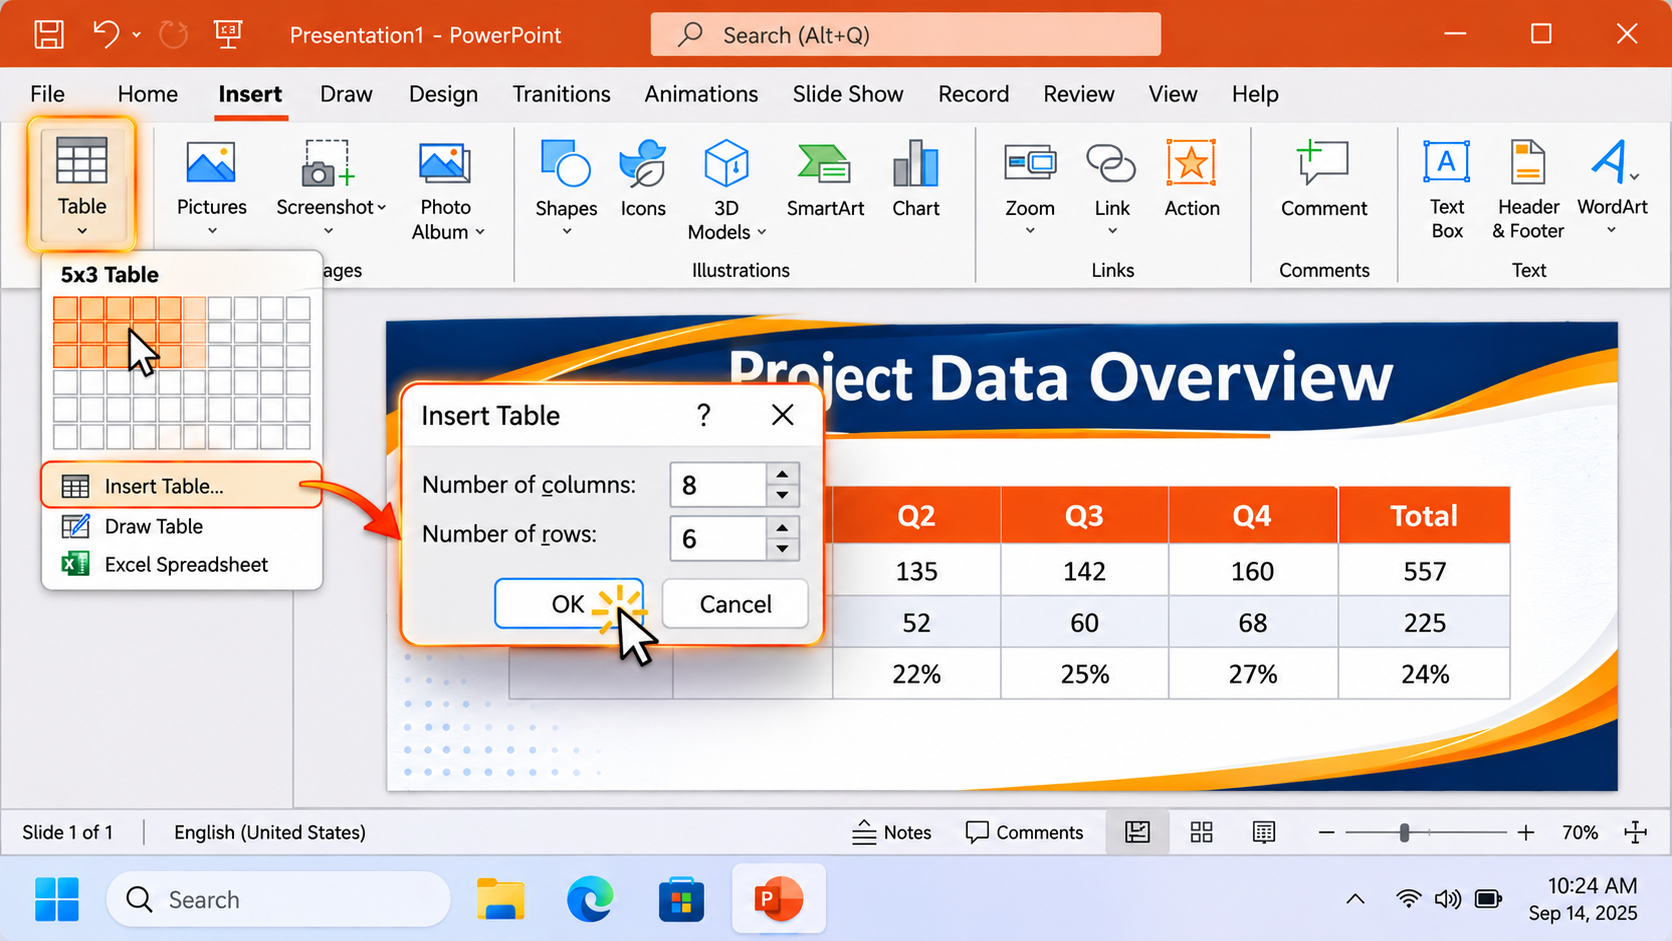 Presentation1 - PowerPoint
Search (Alt+Q)
File Home Insert Draw Design Tranitions Animations Slide Show Record Review View Help
Table
Pictures
Screenshot
Photo
Album
Shapes
Icons
3D
Models
SmartArt
Chart
Zoom
Link
Action
Comment
Text
Box
Header
& Footer
WordArt
ages
Illustrations
Links
Comments
Text
5x3 Table
Insert Table...
Draw Table
Excel Spreadsheet
Project Data Overview
Insert Table ?
Number of columns: 8
Number of rows: 6
OK Cancel
Q2 Q3 Q4 Total
135 142 160 557
52 60 68 225
22% 25% 27% 24%
Slide 1 of 1
English (United States)
Notes
Comments
70%
Search
P
10:24 AM
Sep 14, 2025